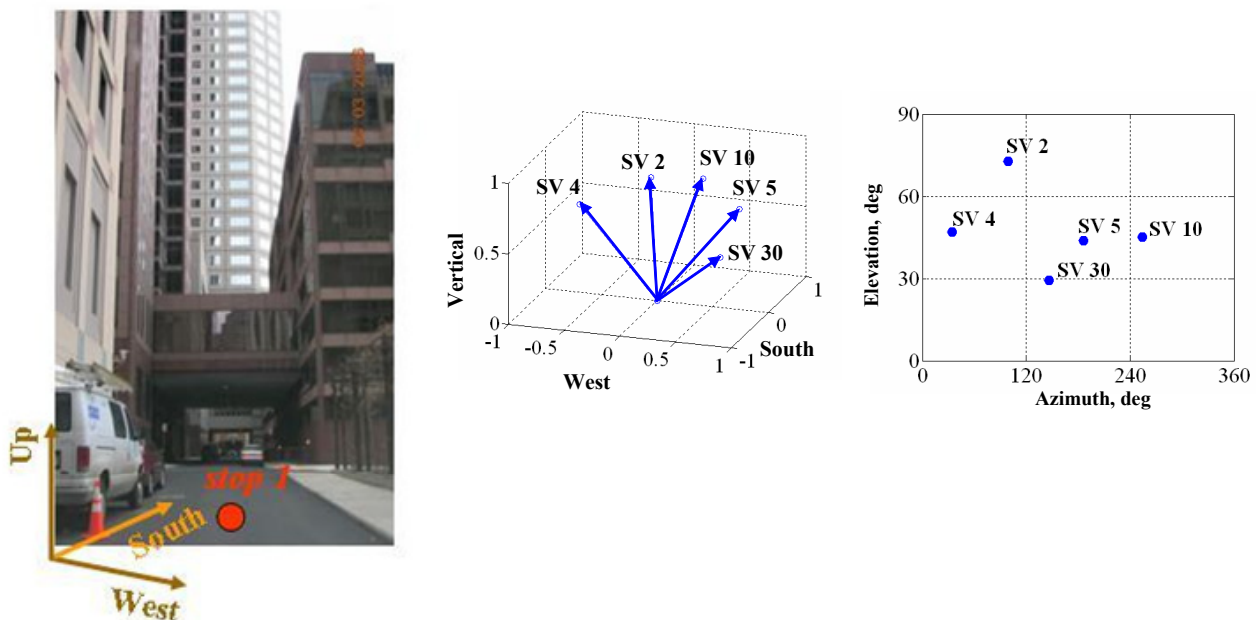 stop 1
Up
South
West
SV 4
SV 2
SV 10
SV 5
SV 30
Vertical
1
0.5
0
-1
-0.5
0
0.5
1
West
-1
0
1
South
SV 2
SV 4
SV 5
SV 10
SV 30
Elevation, deg
90
60
30
0
0
120
240
360
Azimuth, deg